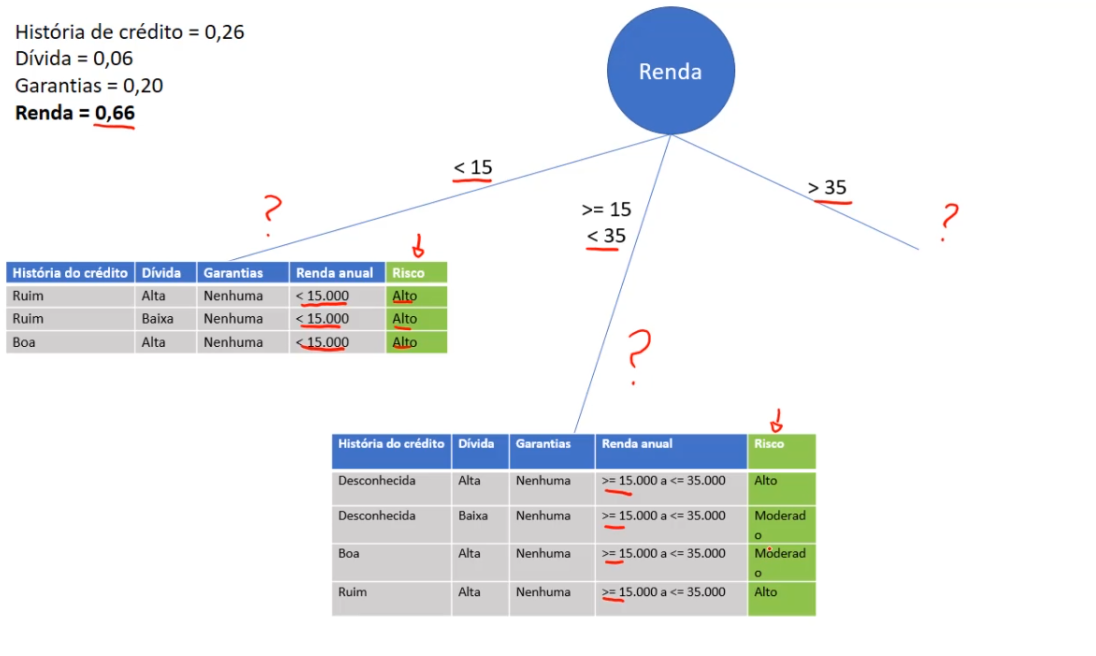 História de crédito = 0,26
Dívida = 0,06
Garantias = 0,20
Renda = 0,66
Renda
< 15
>= 15
< 35
> 35
?
?
?
História do crédito Dívida Garantias Renda anual Risco
Ruim Alta Nenhuma < 15.000 Alto
Ruim Baixa Nenhuma < 15.000 Alto
Boa Alta Nenhuma < 15.000 Alto
História do crédito Dívida Garantias Renda anual Risco
Desconhecida Alta Nenhuma >= 15.000 a <= 35.000 Alto
Desconhecida Baixa Nenhuma >= 15.000 a <= 35.000 Moderad
o
Boa Alta Nenhuma >= 15.000 a <= 35.000 Moderad
o
Ruim Alta Nenhuma >= 15.000 a <= 35.000 Alto